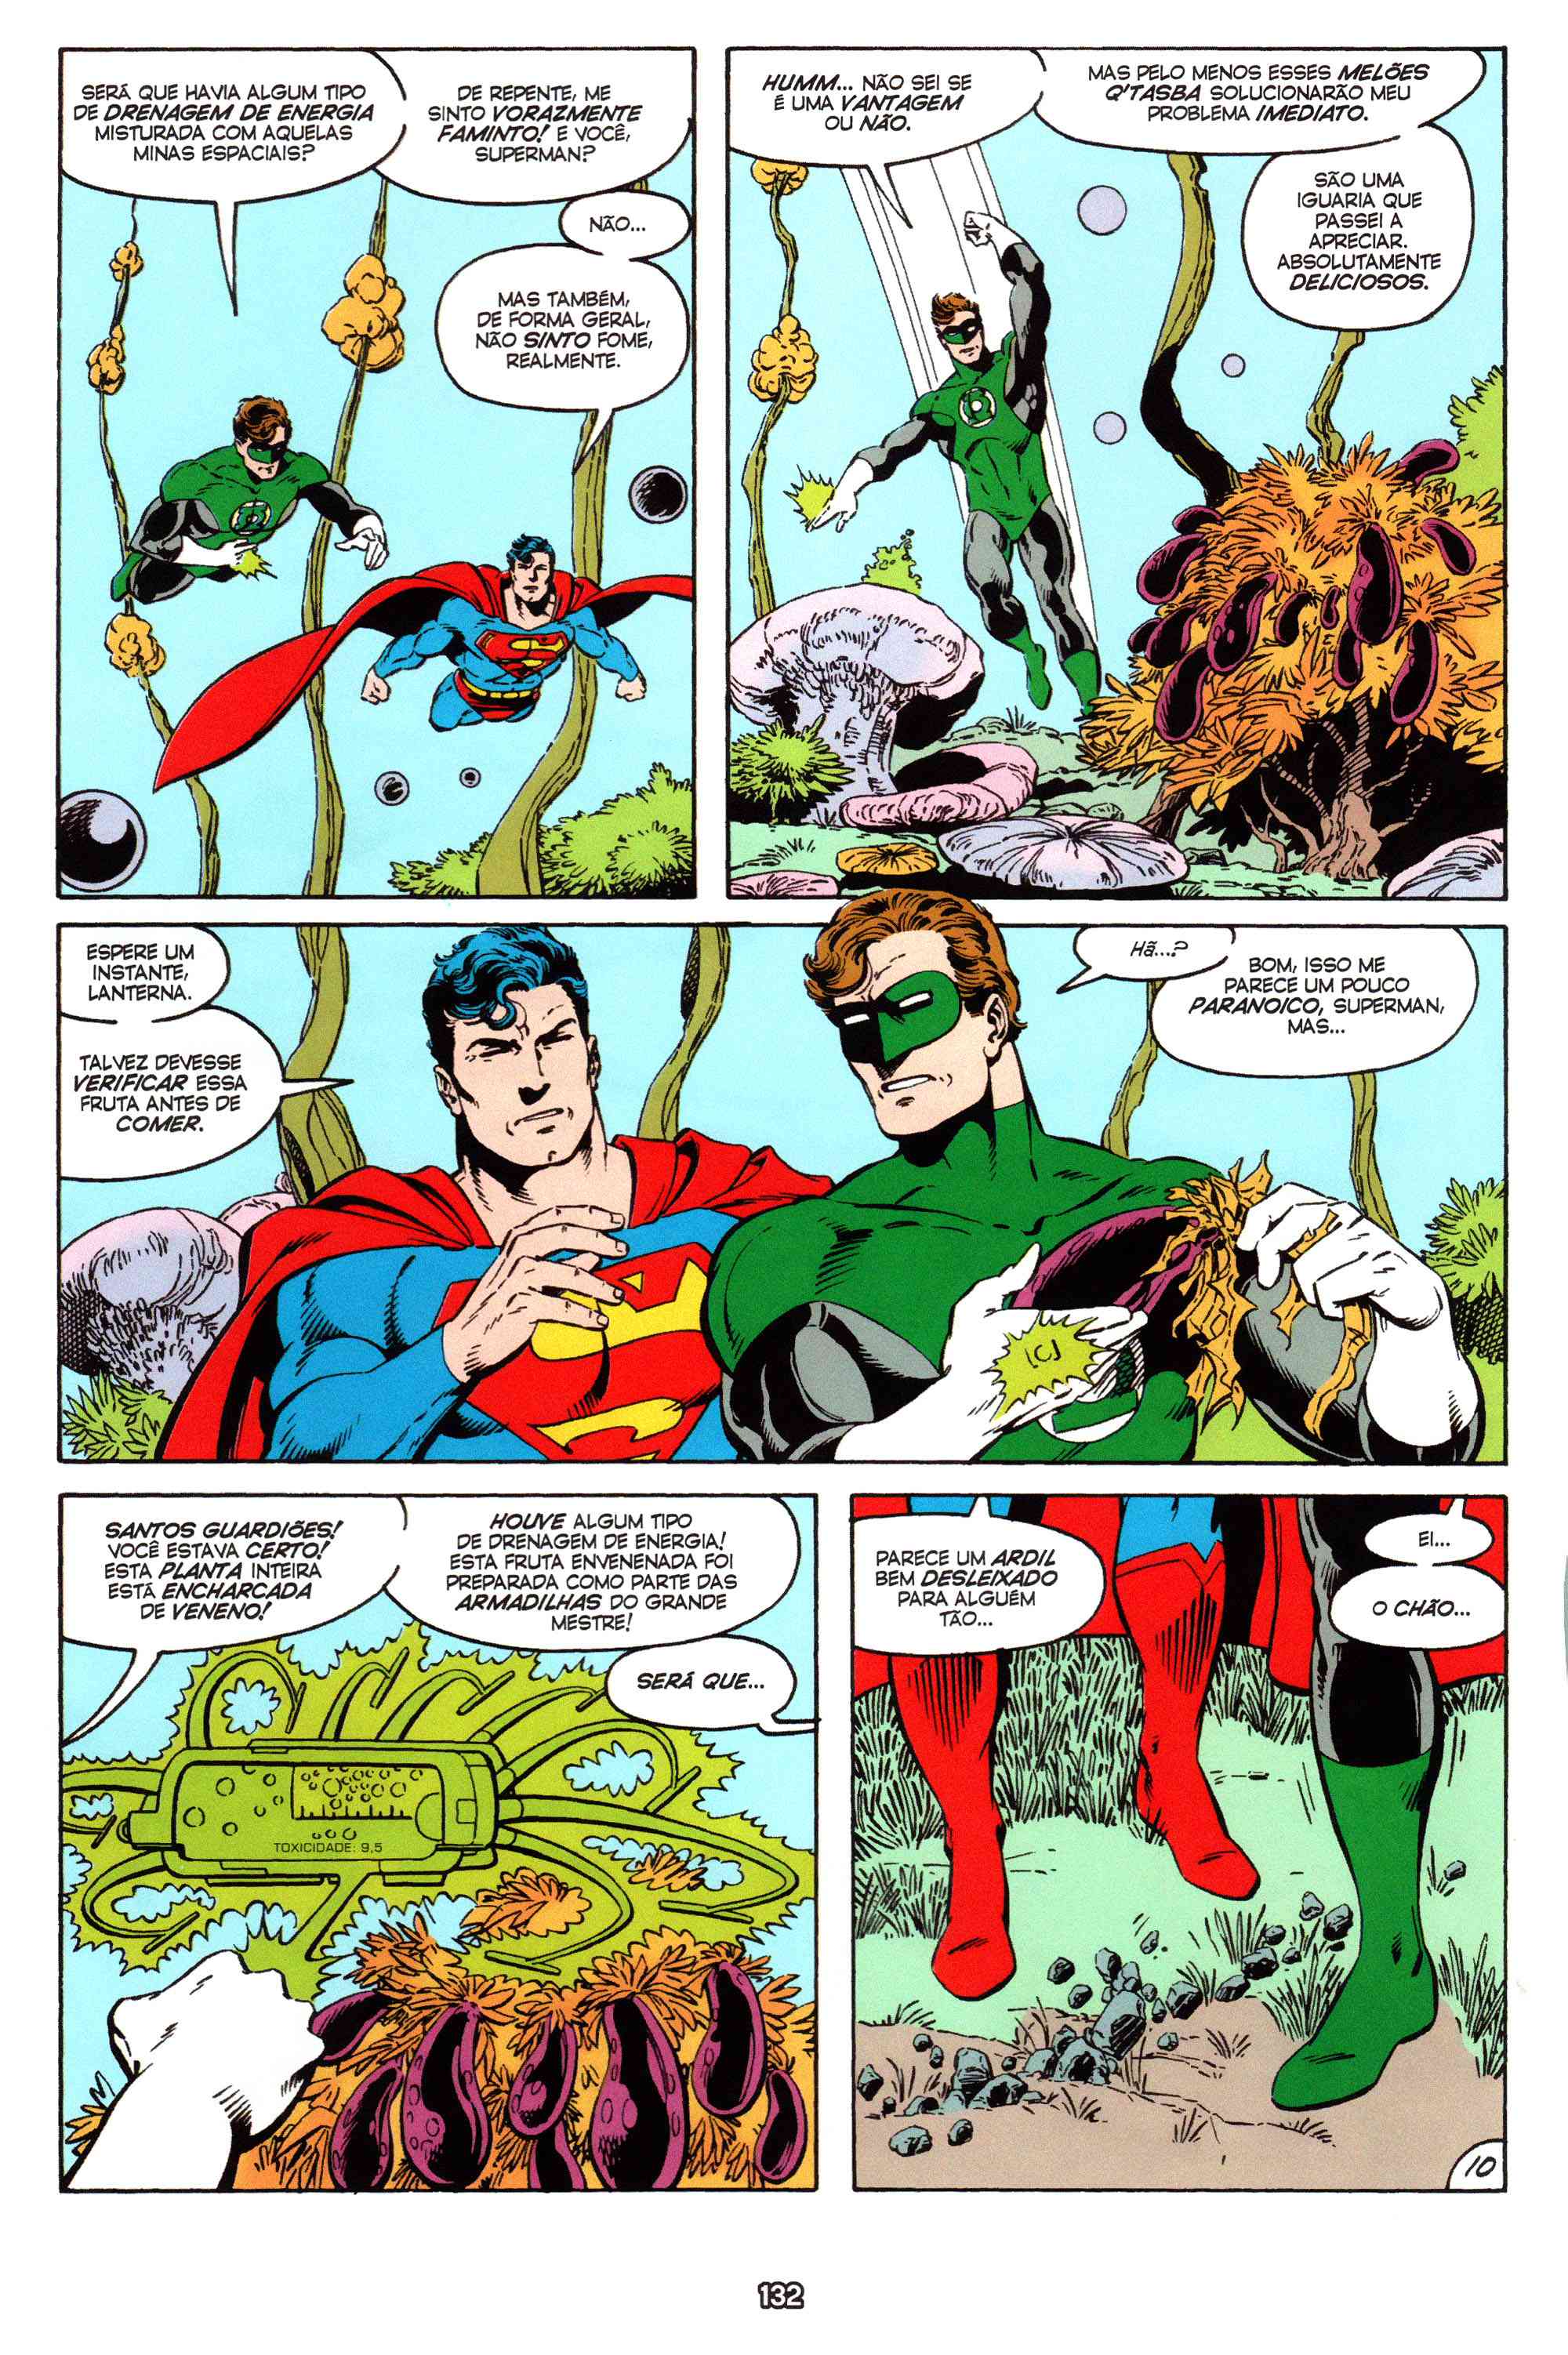 SERÁ QUE HAVIA ALGUM TIPO
DE DRENAGEM DE ENERGIA
MISTURADA COM AQUELAS
MINAS ESPACIAIS?
DE REPENTE, ME
SINTO VORAZMENTE
FAMINTO! E VOCÊ,
SUPERMAN?
NÃO...
MAS TAMBÉM,
DE FORMA GERAL,
NÃO SINTO FOME,
REALMENTE.
HUMM... NÃO SEI SE
É UMA VANTAGEM
OU NÃO.
MAS PELO MENOS ESSES MELÕES
Q'TASBA SOLUCIONARÃO MEU
PROBLEMA IMEDIATO.
SÃO UMA
IGUARIA QUE
PASSEI A
APRECIAR.
ABSOLUTAMENTE
DELICIOSOS.
ESPERE UM
INSTANTE,
LANTERNA.
TALVEZ DEVESSE
VERIFICAR ESSA
FRUTA ANTES DE
COMER.
HÃ...?
BOM, ISSO ME
PARECE UM POUCO
PARANOICO, SUPERMAN,
MAS...
SANTOS GUARDIÕES!
VOCÊ ESTAVA CERTO!
ESTA PLANTA INTEIRA
ESTÁ ENCHARCADA
DE VENENO!
HOUVE ALGUM TIPO
DE DRENAGEM DE ENERGIA!
ESTA FRUTA ENVENENADA FOI
PREPARADA COMO PARTE DAS
ARMADILHAS DO GRANDE
MESTRE!
SERÁ QUE...
TOXICIDADE: 9,5
PARECE UM ARDIL
BEM DESLEIXADO
PARA ALGUÉM
TÃO...
EI...
O CHÃO...
10
132